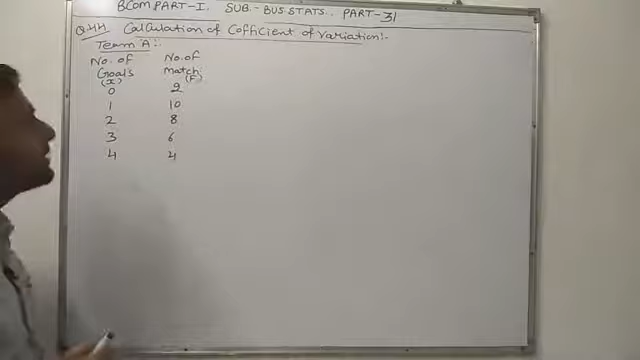 BCOM PART-I. SUB.- BUS.STATS.. PART-31
Q.44. Calculation of Cofficient of Variation:-
Team A:-
No. of Goals (x) No. of Match (F)
0 2
1 10
2 8
3 6
4 4